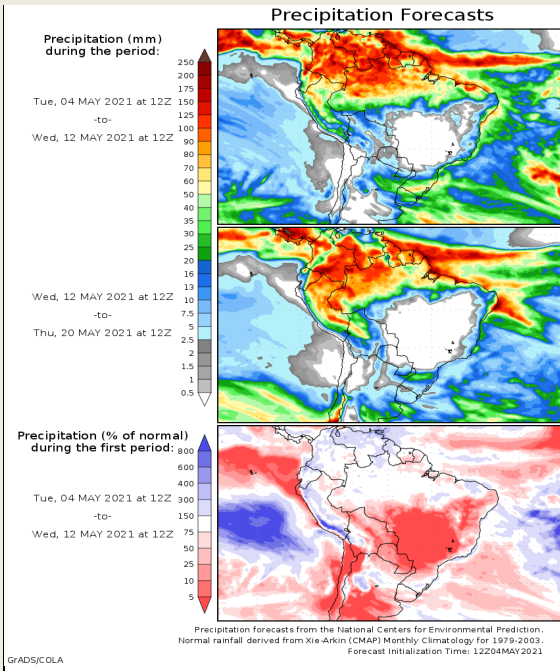 Precipitation Forecasts
Precipitation (mm)
during the period:
Tue, 04 MAY 2021 at 12Z
-to-
Wed, 12 MAY 2021 at 12Z
250
200
175
150
125
100
90
80
70
60
50
40
35
30
25
20
16
13
10
7.5
5
2.5
2
1.5
1
0.5
Wed, 12 MAY 2021 at 12Z
-to-
Thu, 20 MAY 2021 at 12Z
Precipitation (% of normal)
during the first period:
Tue, 04 MAY 2021 at 12Z
-to-
Wed, 12 MAY 2021 at 12Z
800
600
400
300
150
75
50
25
10
5
Precipitation forecasts from the National Centers for Environmental Prediction.
Normal rainfall derived from Xie-Arkin (CMAP) Monthly Climatology for 1979-2003.
Forecast Initialization Time: 12Z04MAY2021
GrADS/COLA